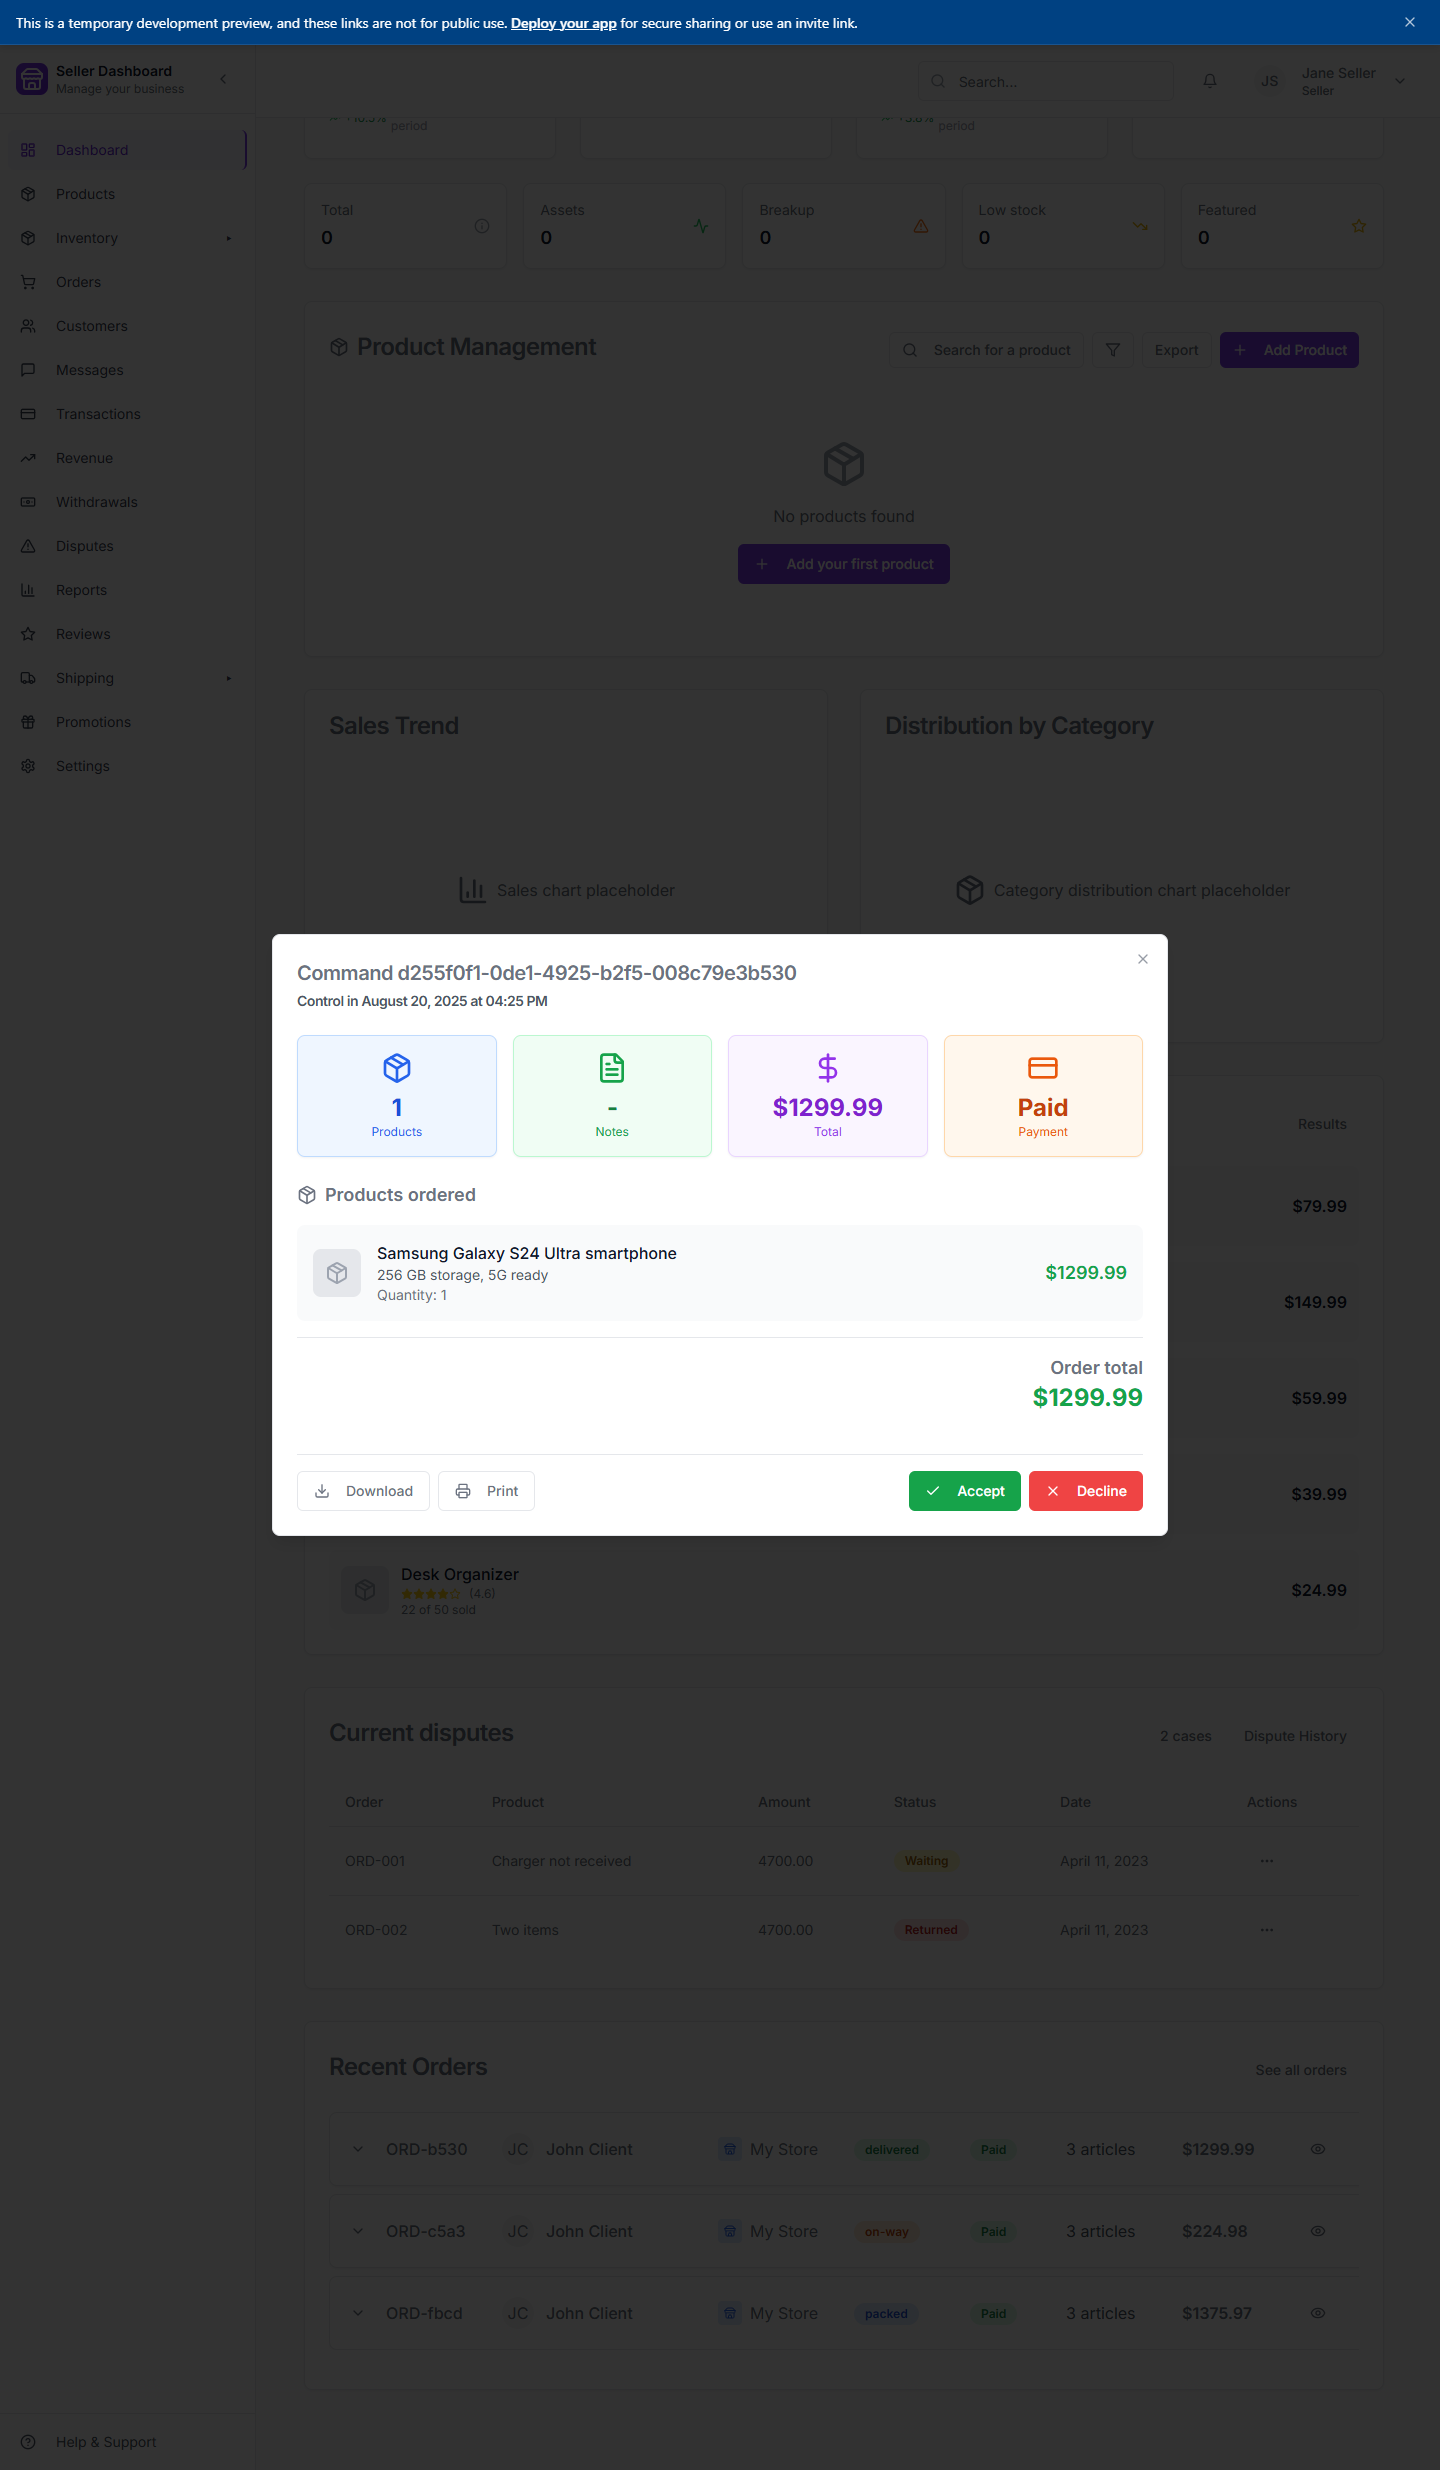 This is a temporary development preview, and these links are not for public use. Deploy your app for secure sharing or use an invite link.
Seller Dashboard
Manage your business
Search...
JS
Jane Seller
Seller
Dashboard
Products
Inventory
Orders
Customers
Messages
Transactions
Revenue
Withdrawals
Disputes
Reports
Reviews
Shipping
Promotions
Settings
Help & Support
period
period
Total
0
Assets
0
Breakup
0
Low stock
0
Featured
0
Product Management
Search for a product
Export
Add Product
No products found
Add your first product
Sales Trend
Sales chart placeholder
Distribution by Category
Category distribution chart placeholder
Command d255f0f1-0de1-4925-b2f5-008c79e3b530
Control in August 20, 2025 at 04:25 PM
1
Products
-
Notes
$1299.99
Total
Paid
Payment
Products ordered
Samsung Galaxy S24 Ultra smartphone
256 GB storage, 5G ready
Quantity: 1
$1299.99
Order total
$1299.99
Download
Print
Accept
Decline
Results
$79.99
$149.99
$59.99
$39.99
Desk Organizer
(4.6)
22 of 50 sold
$24.99
Current disputes
2 cases
Dispute History
Order Product Amount Status Date Actions
ORD-001 Charger not received 4700.00 Waiting April 11, 2023
ORD-002 Two items 4700.00 Returned April 11, 2023
Recent Orders
See all orders
ORD-b530 JC John Client My Store delivered Paid 3 articles $1299.99
ORD-c5a3 JC John Client My Store on-way Paid 3 articles $224.98
ORD-fbcd JC John Client My Store packed Paid 3 articles $1375.97